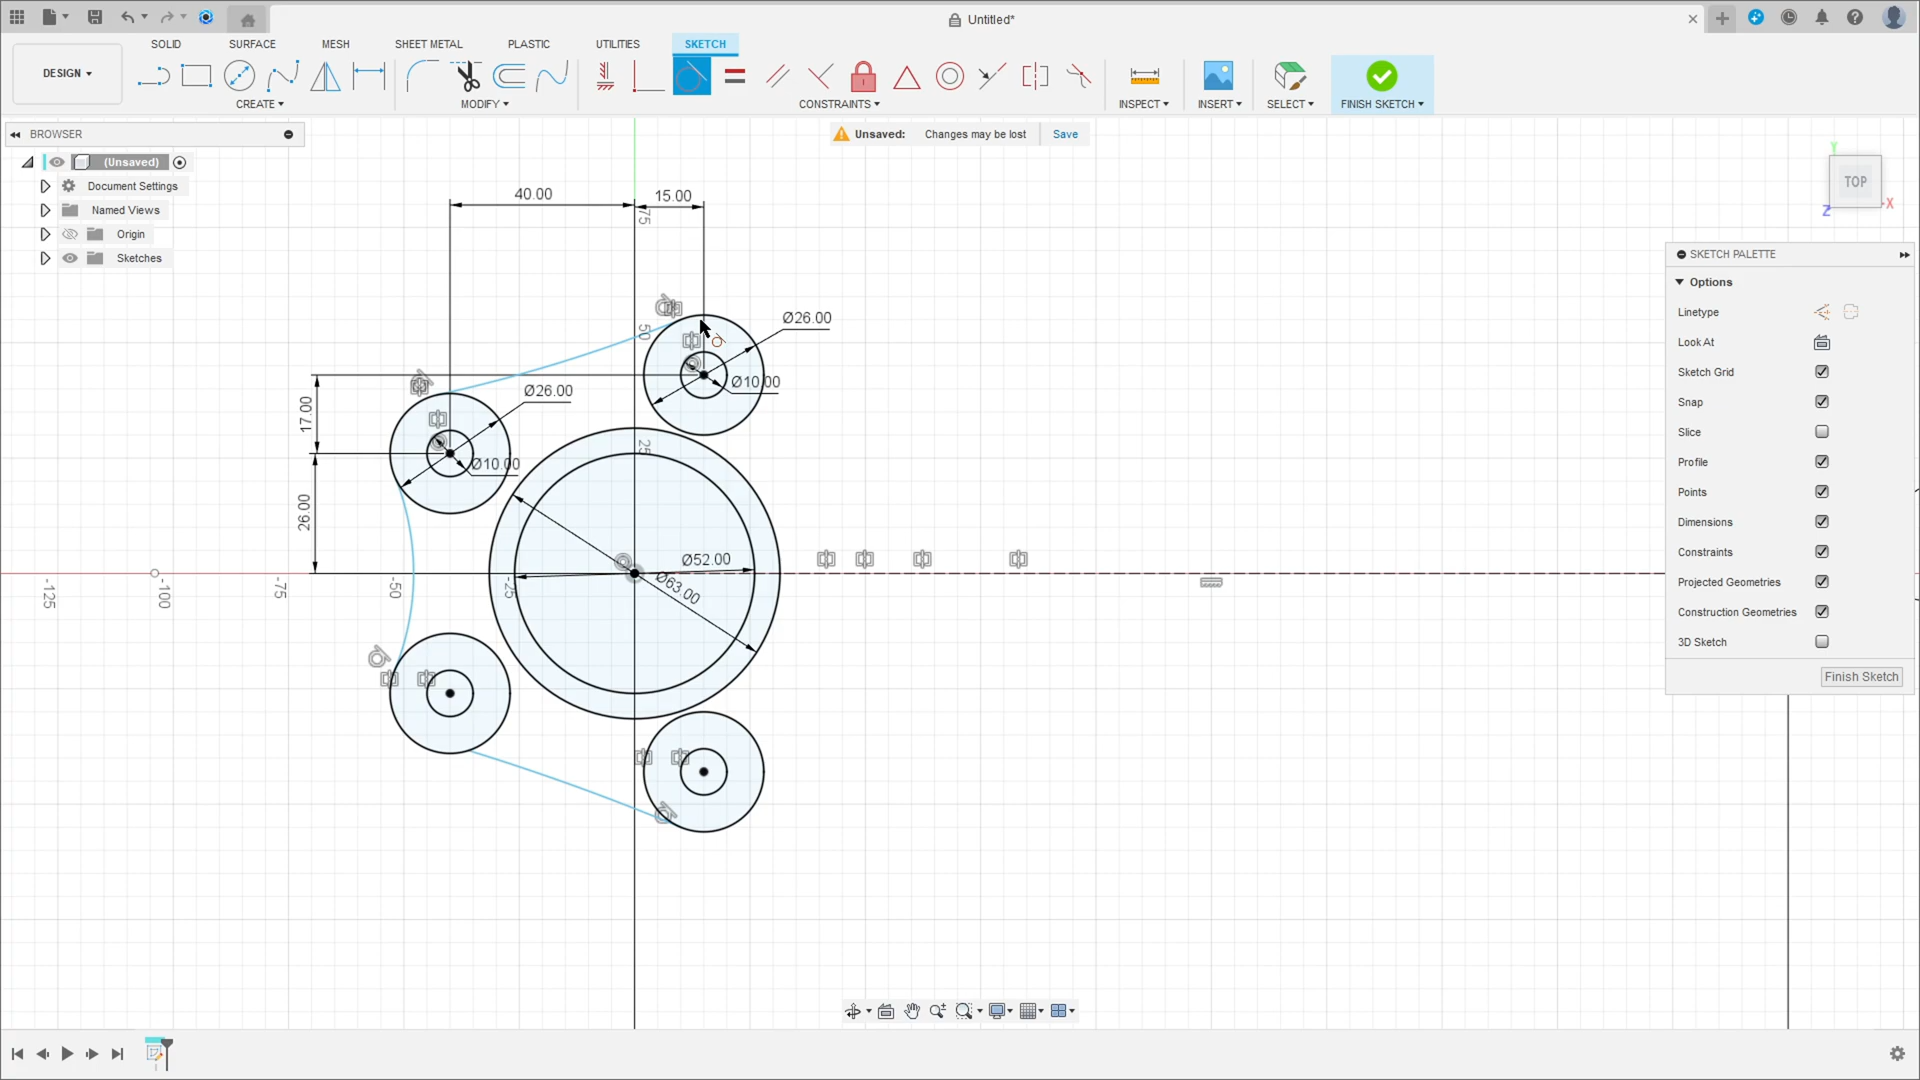 Untitled*
DESIGN
SOLID
SURFACE
MESH
SHEET METAL
PLASTIC
UTILITIES
SKETCH
CREATE
MODIFY
CONSTRAINTS
INSPECT
INSERT
SELECT
FINISH SKETCH
BROWSER
Unsaved: Changes may be lost
Save
(Unsaved)
Document Settings
Named Views
Origin
Sketches
TOP
Y
X
Z
SKETCH PALETTE
Options
Linetype
Look At
Sketch Grid
Snap
Slice
Profile
Points
Dimensions
Constraints
Projected Geometries
Construction Geometries
3D Sketch
Finish Sketch
40.00
15.00
75
Ø26.00
50
Ø10.00
17.00
Ø26.00
25
Ø10.00
26.00
Ø52.00
Ø63.00
-125
-100
-75
-50
-25